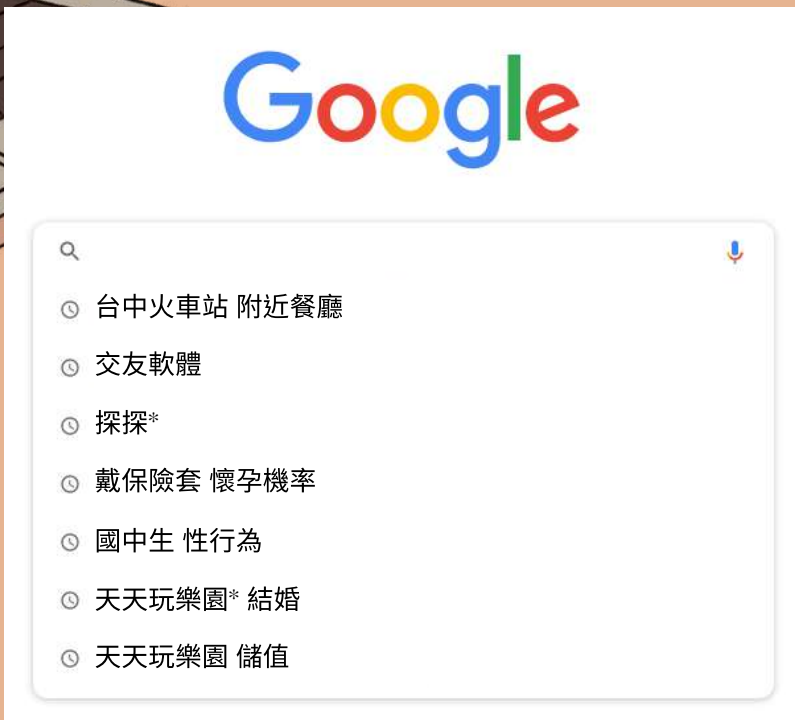 Google
台中火車站 附近餐廳
交友軟體
探探*
戴保險套 懷孕機率
國中生 性行為
天天玩樂園* 結婚
天天玩樂園 儲值